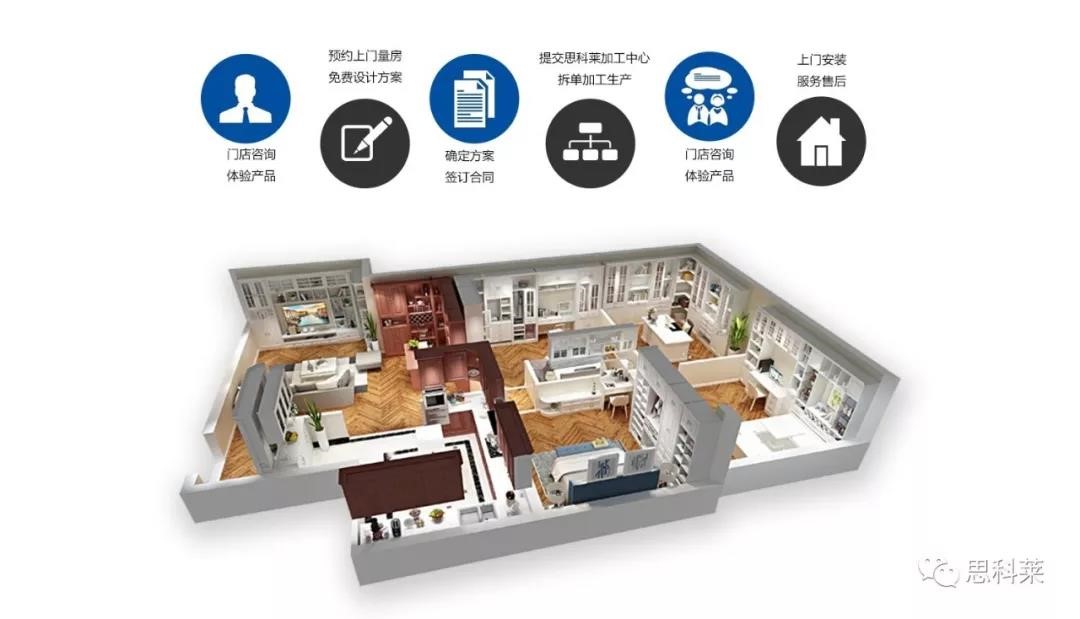 门店咨询
体验产品
预约上门量房
免费设计方案
确定方案
签订合同
提交思科莱加工中心
拆单加工生产
门店咨询
体验产品
上门安装
服务售后
思科莱